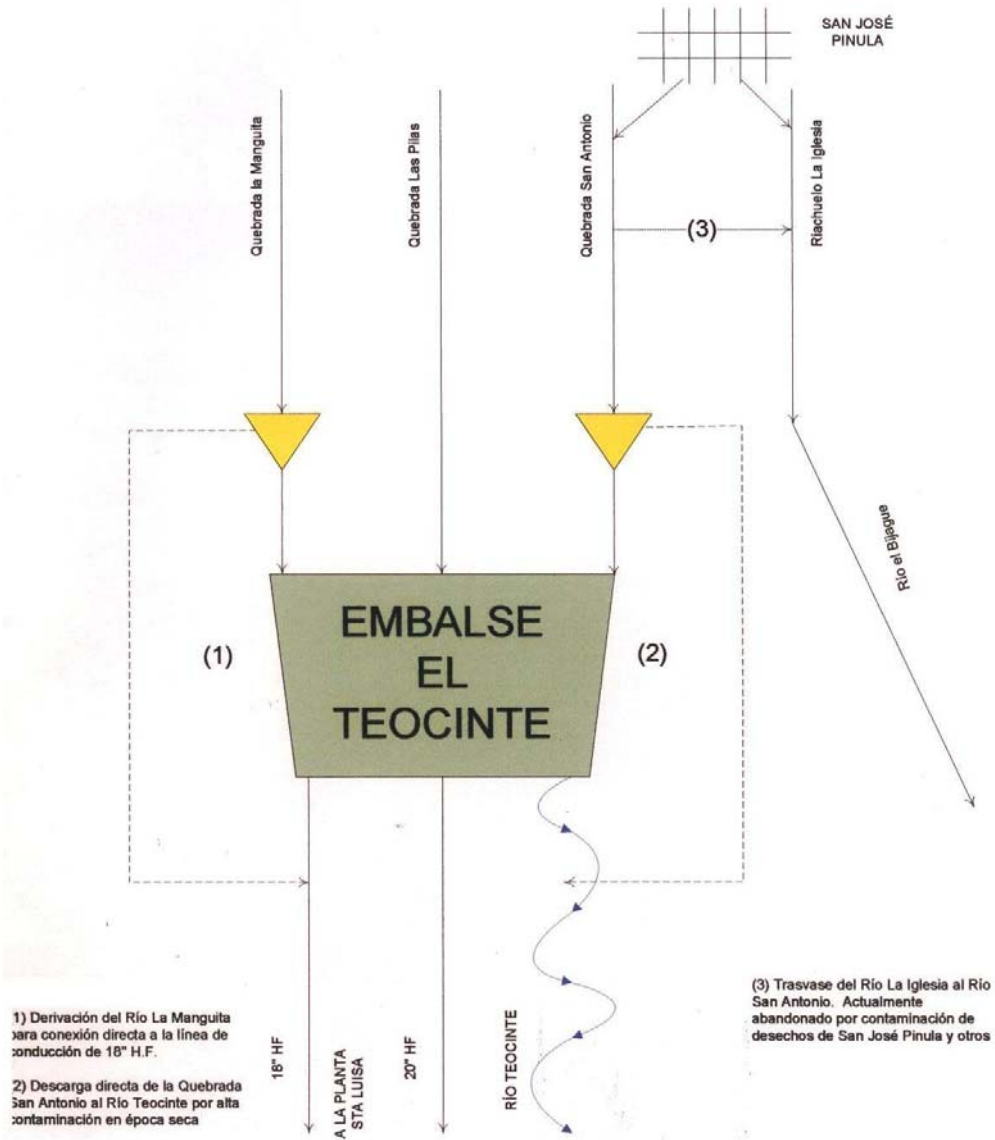 SAN JOSÉ
PINULA
Quebrada la Manguita
Quebrada Las Pilas
Quebrada San Antonio
Riachuelo La Iglesia
(3)
Río el Bijague
(1)
EMBALSE
EL
TEOCINTE
(2)
1) Derivación del Río La Manguita
para conexión directa a la línea de
conducción de 18" H.F.
2) Descarga directa de la Quebrada
San Antonio al Río Teocinte por alta
contaminación en época seca
18" HF
A LA PLANTA
STA LUISA
20" HF
RÍO TEOCINTE
(3) Trasvase del Río La Iglesia al Río
San Antonio. Actualmente
abandonado por contaminación de
desechos de San José Pinula y otros